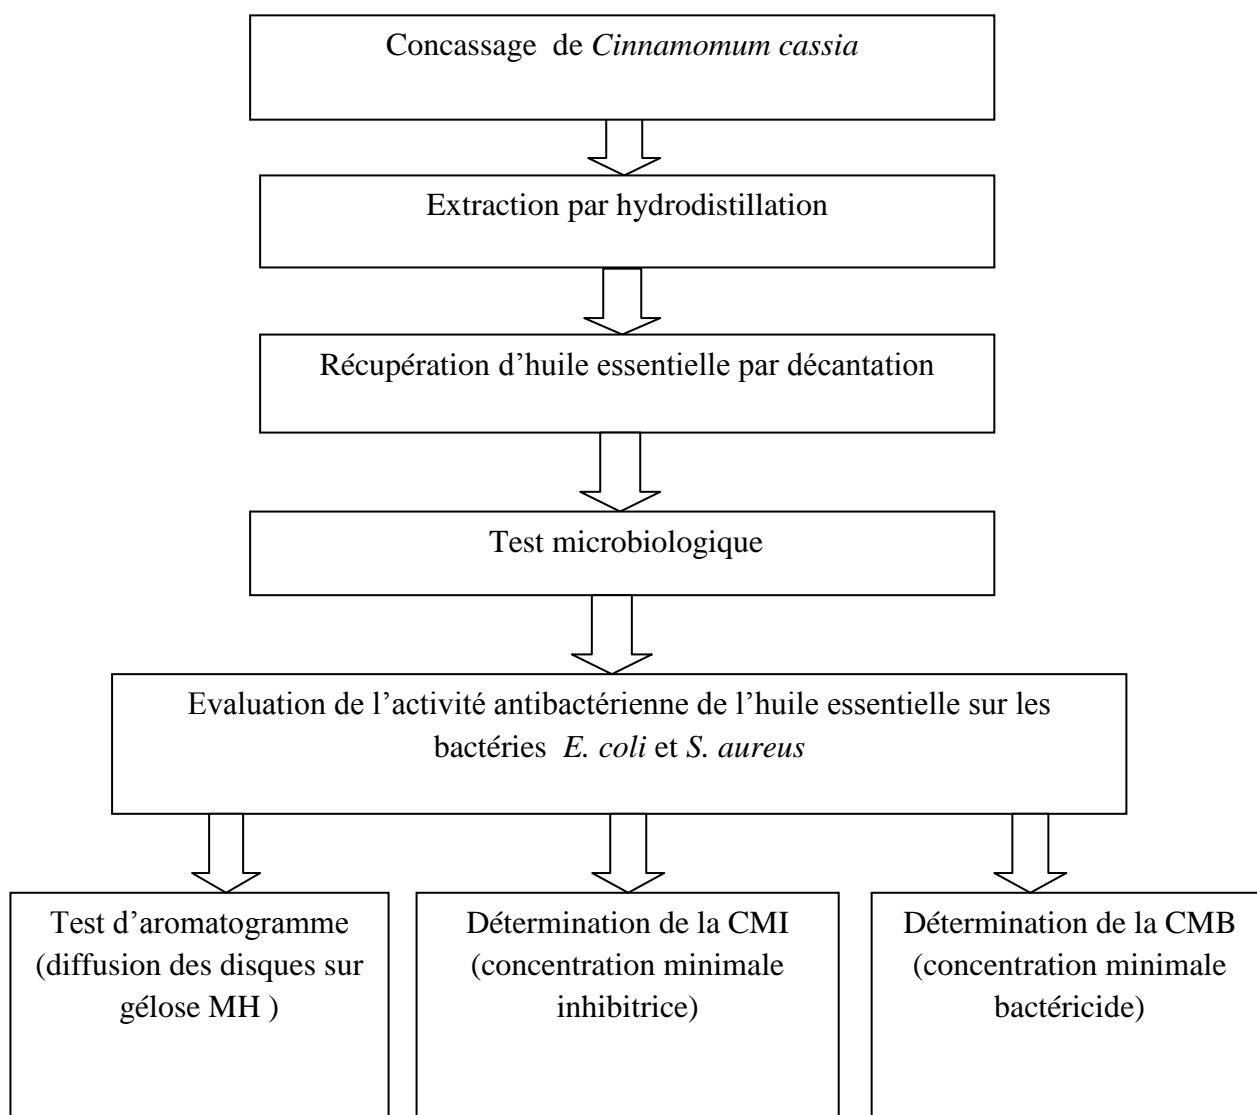 Concassage de Cinnamomum cassia
Extraction par hydrodistillation
Récupération d’huile essentielle par décantation
Test microbiologique
Evaluation de l’activité antibactérienne de l’huile essentielle sur les
bactéries E. coli et S. aureus
Test d’aromatogramme
(diffusion des disques sur
gélose MH )
Détermination de la CMI
(concentration minimale
inhibitrice)
Détermination de la CMB
(concentration minimale
bactéricide)